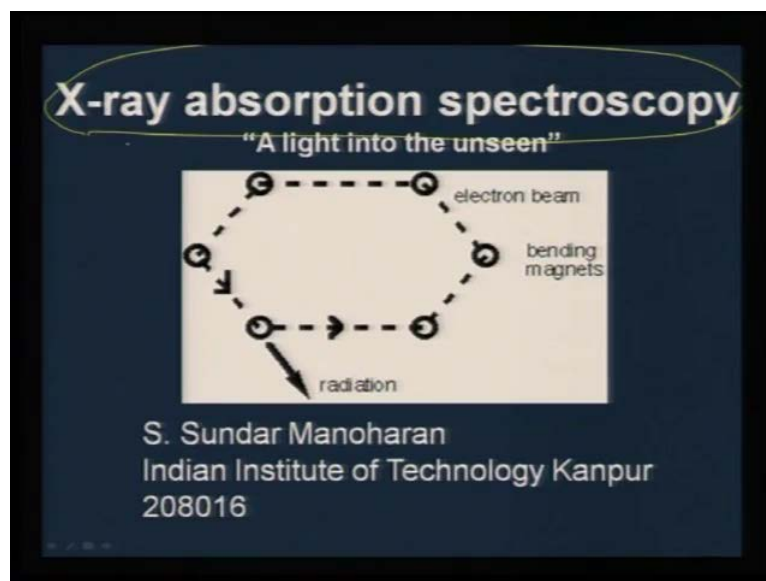 X-ray absorption spectroscopy
"A light into the unseen"
electron beam
bending
magnets
radiation
S. Sundar Manoharan
Indian Institute of Technology Kanpur
208016